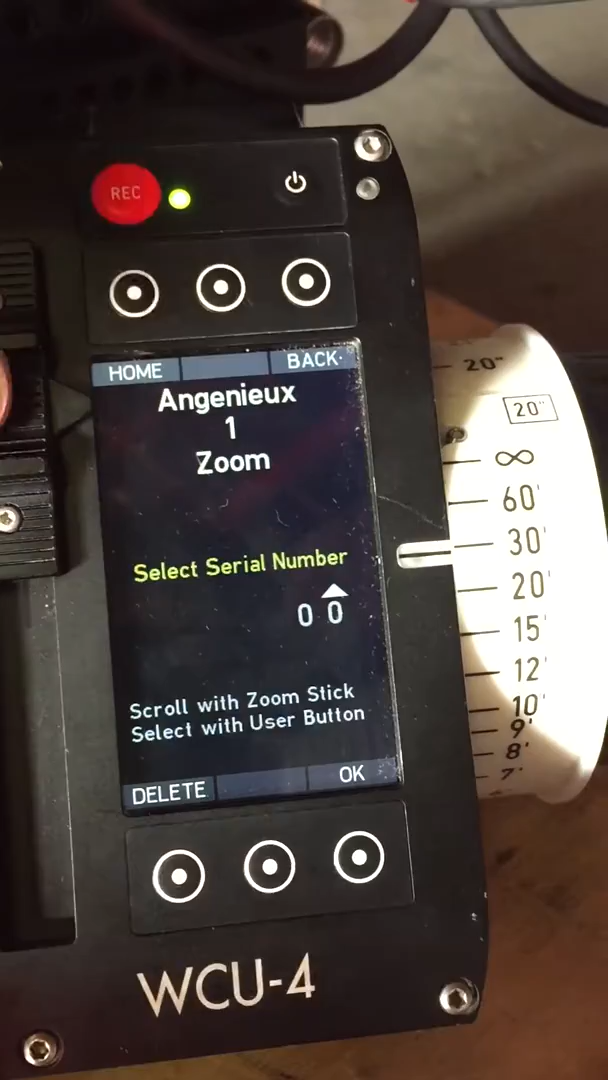 REC
HOME
BACK
Angenieux
1
Zoom
Select Serial Number
0 0
Scroll with Zoom Stick
Select with User Button
DELETE
OK
WCU-4
20"
20"
∞
60'
30'
20'
15'
12'
10'
9'
8'
7'